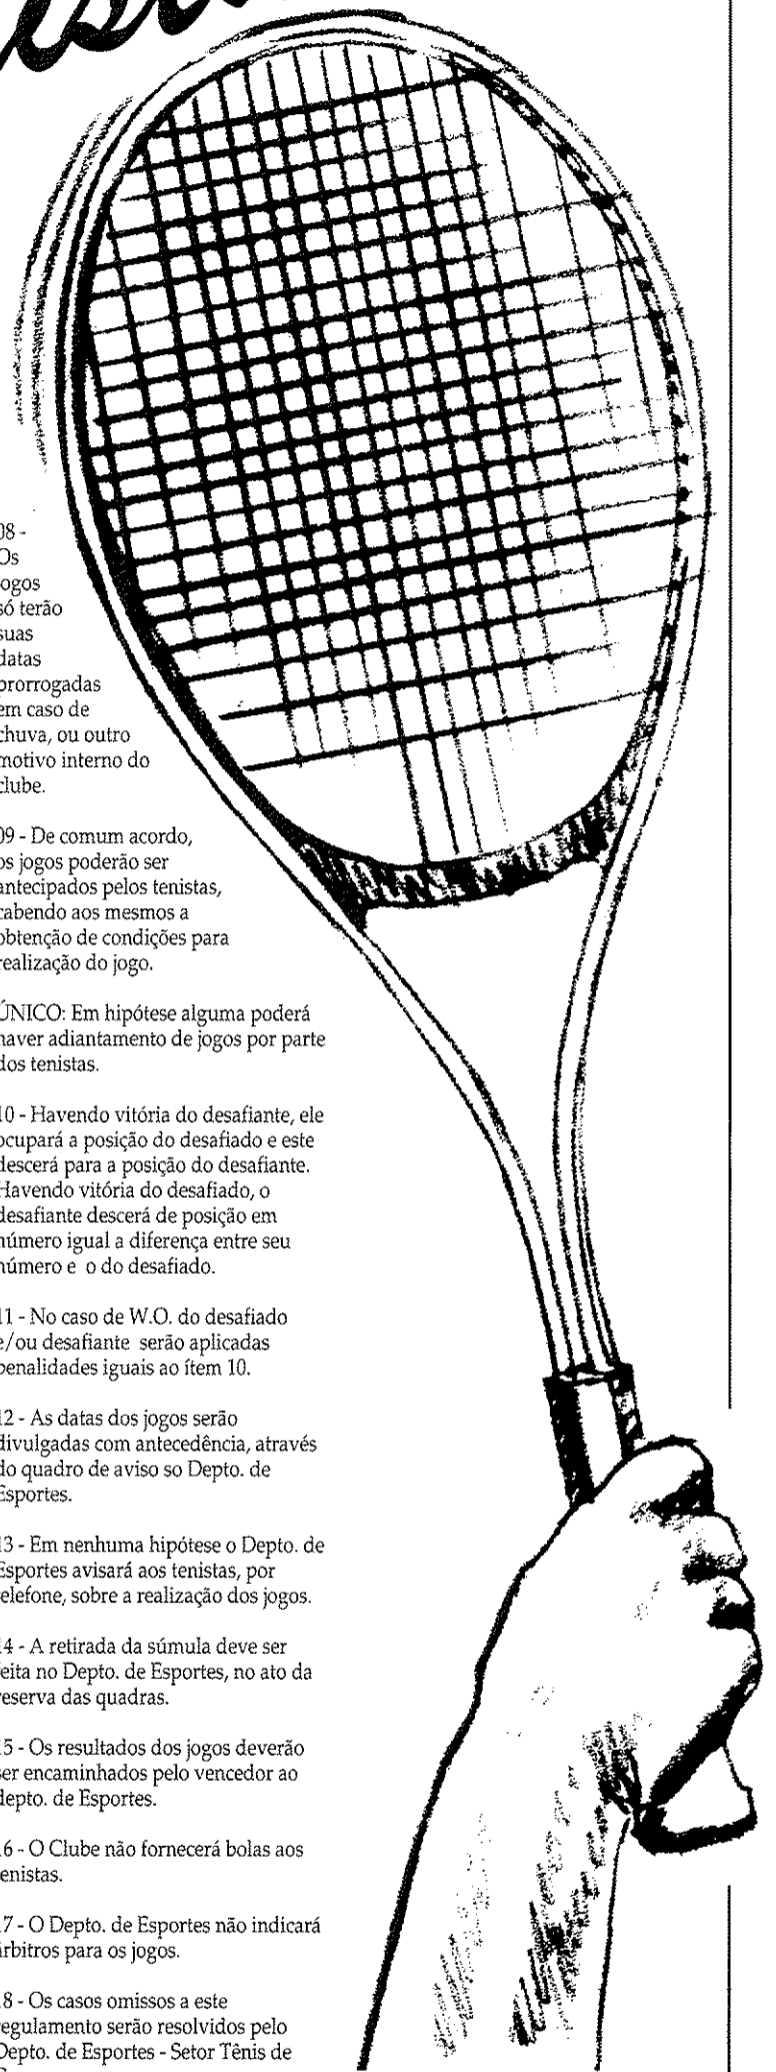 08 -
Os
jogos
só terão
suas
datas
prorrogadas
em caso de
chuva, ou outro
motivo interno do
clube.
09 - De comum acordo,
os jogos poderão ser
antecipados pelos tenistas,
cabendo aos mesmos a
obtenção de condições para
realização do jogo.
ÚNICO: Em hipótese alguma poderá
haver adiantamento de jogos por parte
dos tenistas.
10 - Havendo vitória do desafiante, ele
ocupará a posição do desafiado e este
descerá para a posição do desafiante.
Havendo vitória do desafiado, o
desafiante descerá de posição em
número igual a diferença entre seu
número e o do desafiado.
11 - No caso de W.O. do desafiado
e/ou desafiante serão aplicadas
penalidades iguais ao ítem 10.
12 - As datas dos jogos serão
divulgadas com antecedência, através
do quadro de aviso so Depto. de
Esportes.
13 - Em nenhuma hipótese o Depto. de
Esportes avisará aos tenistas, por
telefone, sobre a realização dos jogos.
14 - A retirada da súmula deve ser
feita no Depto. de Esportes, no ato da
reserva das quadras.
15 - Os resultados dos jogos deverão
ser encaminhados pelo vencedor ao
depto. de Esportes.
16 - O Clube não fornecerá bolas aos
tenistas.
17 - O Depto. de Esportes não indicará
árbitros para os jogos.
18 - Os casos omissos a este
regulamento serão resolvidos pelo
Depto. de Esportes - Setor Tênis de